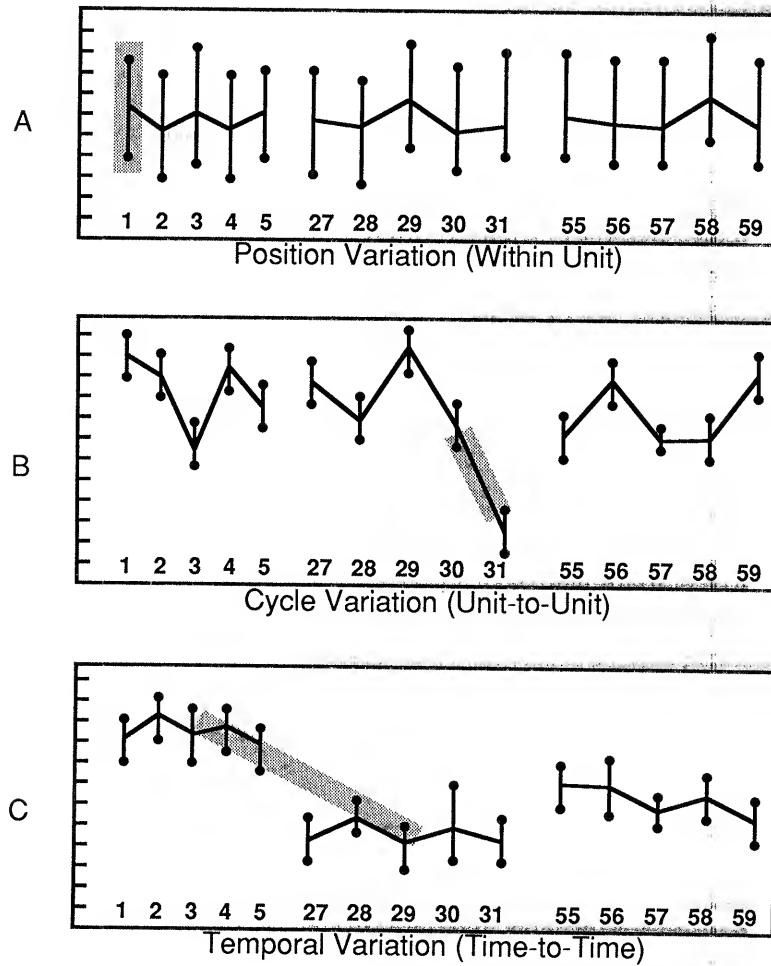 A
1 2 3 4 5 27 28 29 30 31 55 56 57 58 59
Position Variation (Within Unit)
B
1 2 3 4 5 27 28 29 30 31 55 56 57 58 59
Cycle Variation (Unit-to-Unit)
C
1 2 3 4 5 27 28 29 30 31 55 56 57 58 59
Temporal Variation (Time-to-Time)